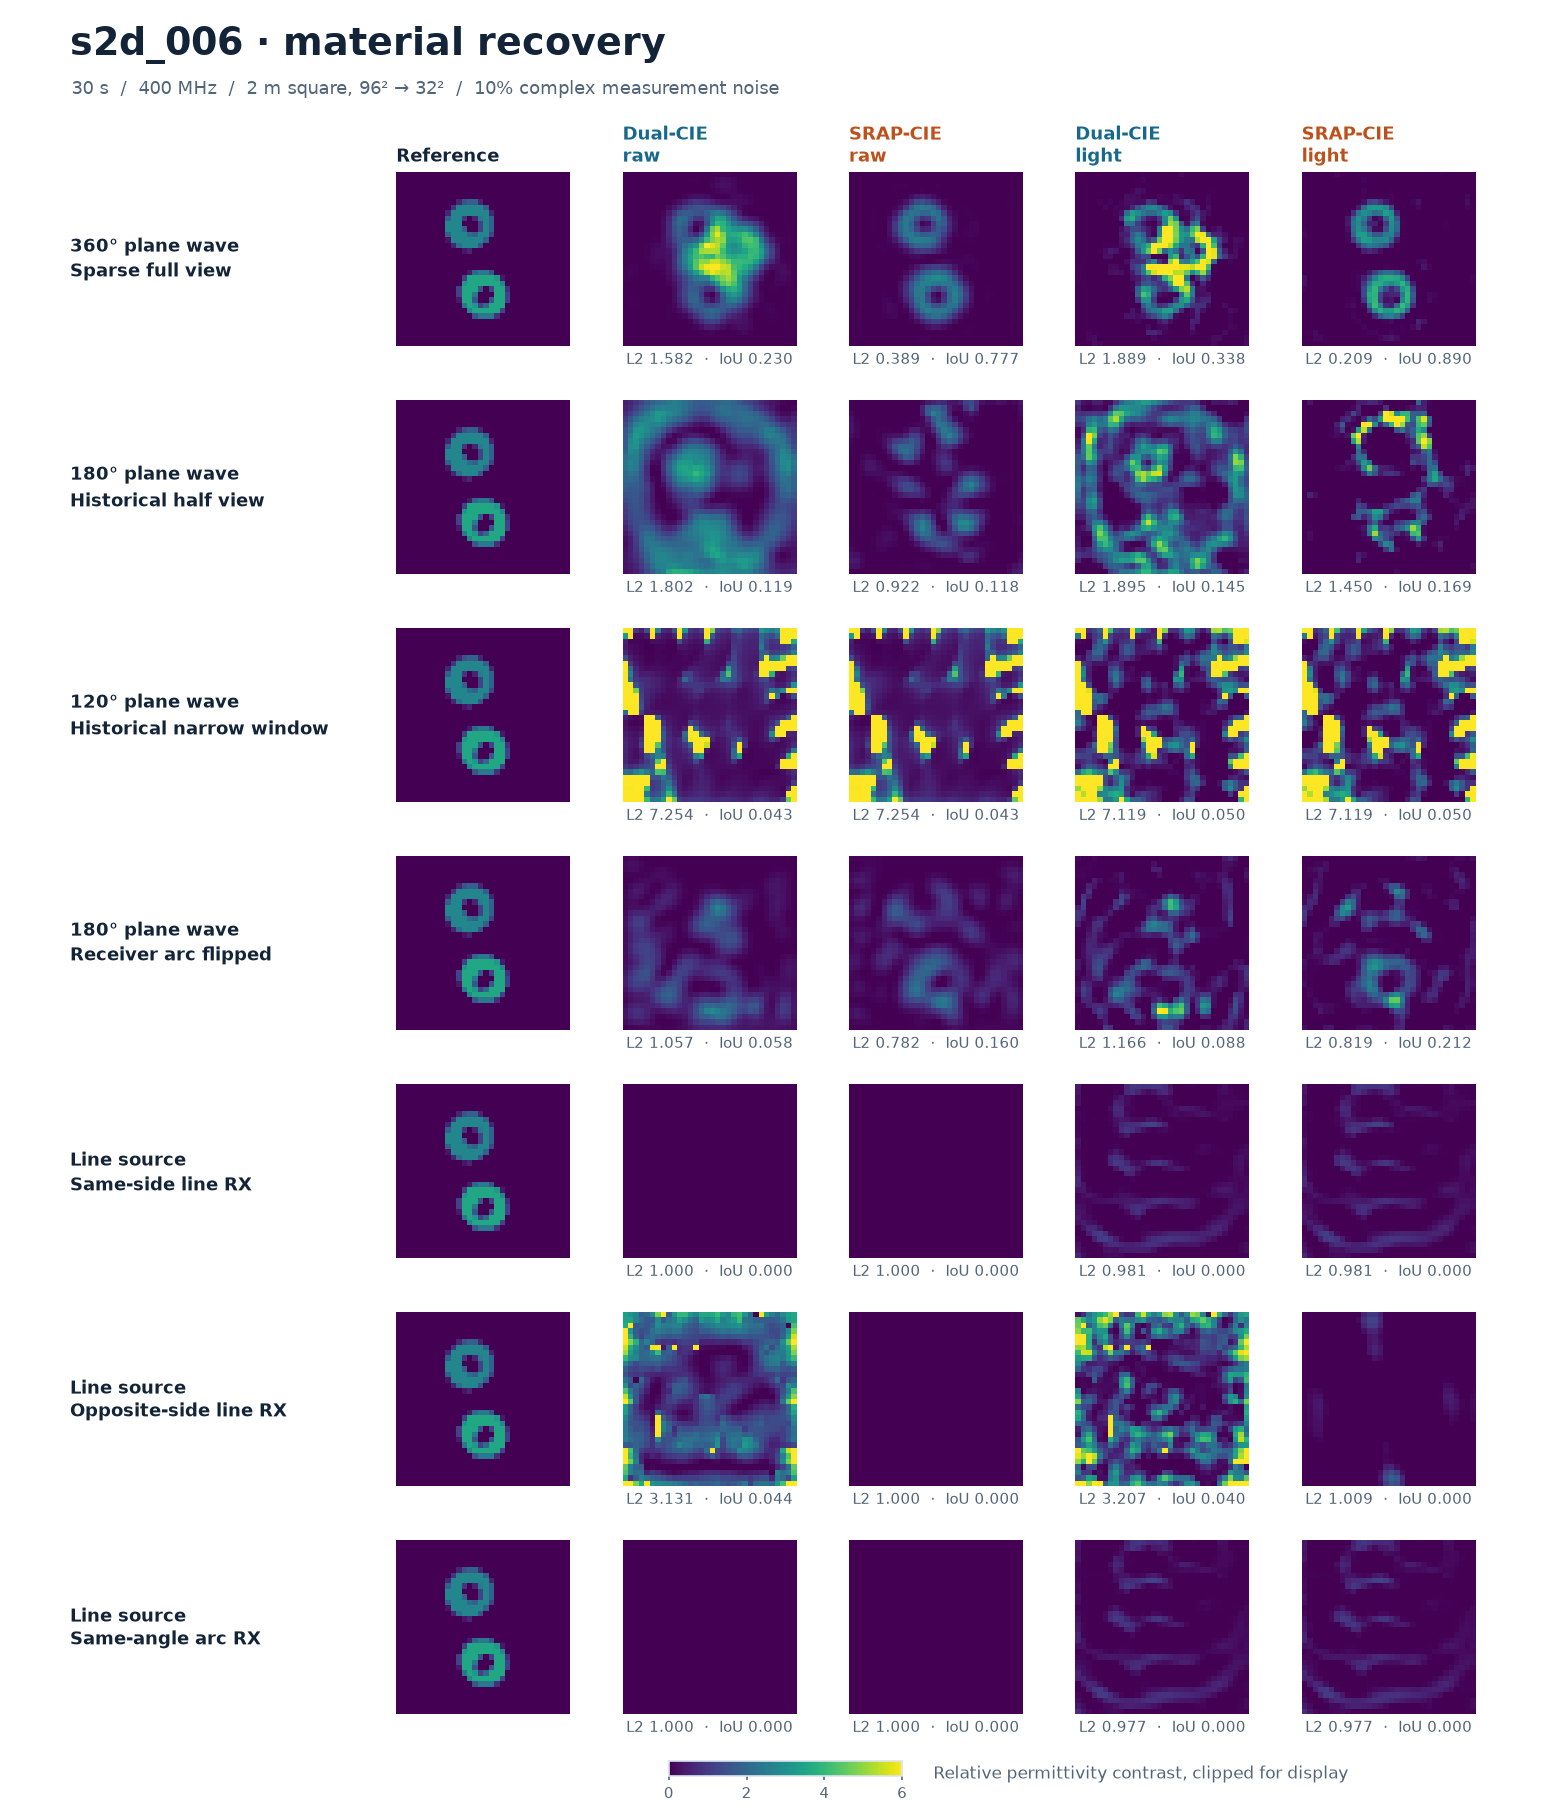 s2d_006 · material recovery
30 s / 400 MHz / 2 m square, 96² → 32² / 10% complex measurement noise
Reference
Dual-CIE
raw
SRAP-CIE
raw
Dual-CIE
light
SRAP-CIE
light
360° plane wave
Sparse full view
L2 1.582 · IoU 0.230
L2 0.389 · IoU 0.777
L2 1.889 · IoU 0.338
L2 0.209 · IoU 0.890
180° plane wave
Historical half view
L2 1.802 · IoU 0.119
L2 0.922 · IoU 0.118
L2 1.895 · IoU 0.145
L2 1.450 · IoU 0.169
120° plane wave
Historical narrow window
L2 7.254 · IoU 0.043
L2 7.254 · IoU 0.043
L2 7.119 · IoU 0.050
L2 7.119 · IoU 0.050
180° plane wave
Receiver arc flipped
L2 1.057 · IoU 0.058
L2 0.782 · IoU 0.160
L2 1.166 · IoU 0.088
L2 0.819 · IoU 0.212
Line source
Same-side line RX
L2 1.000 · IoU 0.000
L2 1.000 · IoU 0.000
L2 0.981 · IoU 0.000
L2 0.981 · IoU 0.000
Line source
Opposite-side line RX
L2 3.131 · IoU 0.044
L2 1.000 · IoU 0.000
L2 3.207 · IoU 0.040
L2 1.009 · IoU 0.000
Line source
Same-angle arc RX
L2 1.000 · IoU 0.000
L2 1.000 · IoU 0.000
L2 0.977 · IoU 0.000
L2 0.977 · IoU 0.000
0 2 4 6
Relative permittivity contrast, clipped for display